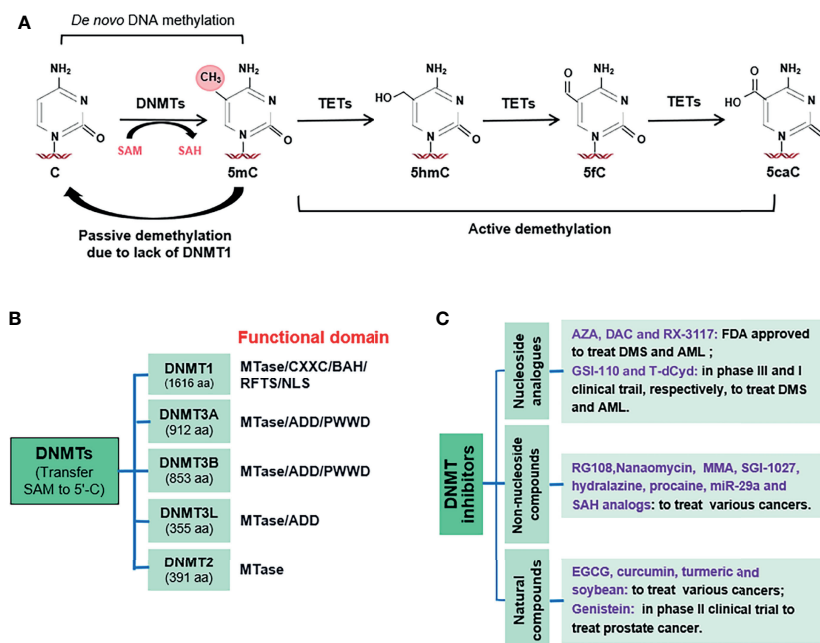 A
De novo DNA methylation
NH₂
N
N
O
C
DNMTs
SAM
SAH
CH₃
NH₂
N
N
O
5mC
TETs
HO
NH₂
N
N
O
5hmC
TETs
O
NH₂
N
N
O
5fC
TETs
O
HO
NH₂
N
N
O
5caC
Passive demethylation
due to lack of DNMT1
Active demethylation
B
Functional domain
DNMTs
(Transfer
SAM to 5'-C)
DNMT1
(1616 aa)
MTase/CXXC/BAH/
RFTS/NLS
DNMT3A
(912 aa)
MTase/ADD/PWWD
DNMT3B
(853 aa)
MTase/ADD/PWWD
DNMT3L
(355 aa)
MTase/ADD
DNMT2
(391 aa)
MTase
C
DNMT
inhibitors
Nucleoside
analogues
AZA, DAC and RX-3117: FDA approved
to treat DMS and AML ;
GSI-110 and T-dCyd: in phase III and I
clinical trail, respectively, to treat DMS
and AML.
Non-nucleoside
compounds
RG108,Nanaomycin, MMA, SGI-1027,
hydralazine, procaine, miR-29a and
SAH analogs: to treat various cancers.
Natural
compounds
EGCG, curcumin, turmeric and
soybean: to treat various cancers;
Genistein: in phase II clinical trial to
treat prostate cancer.